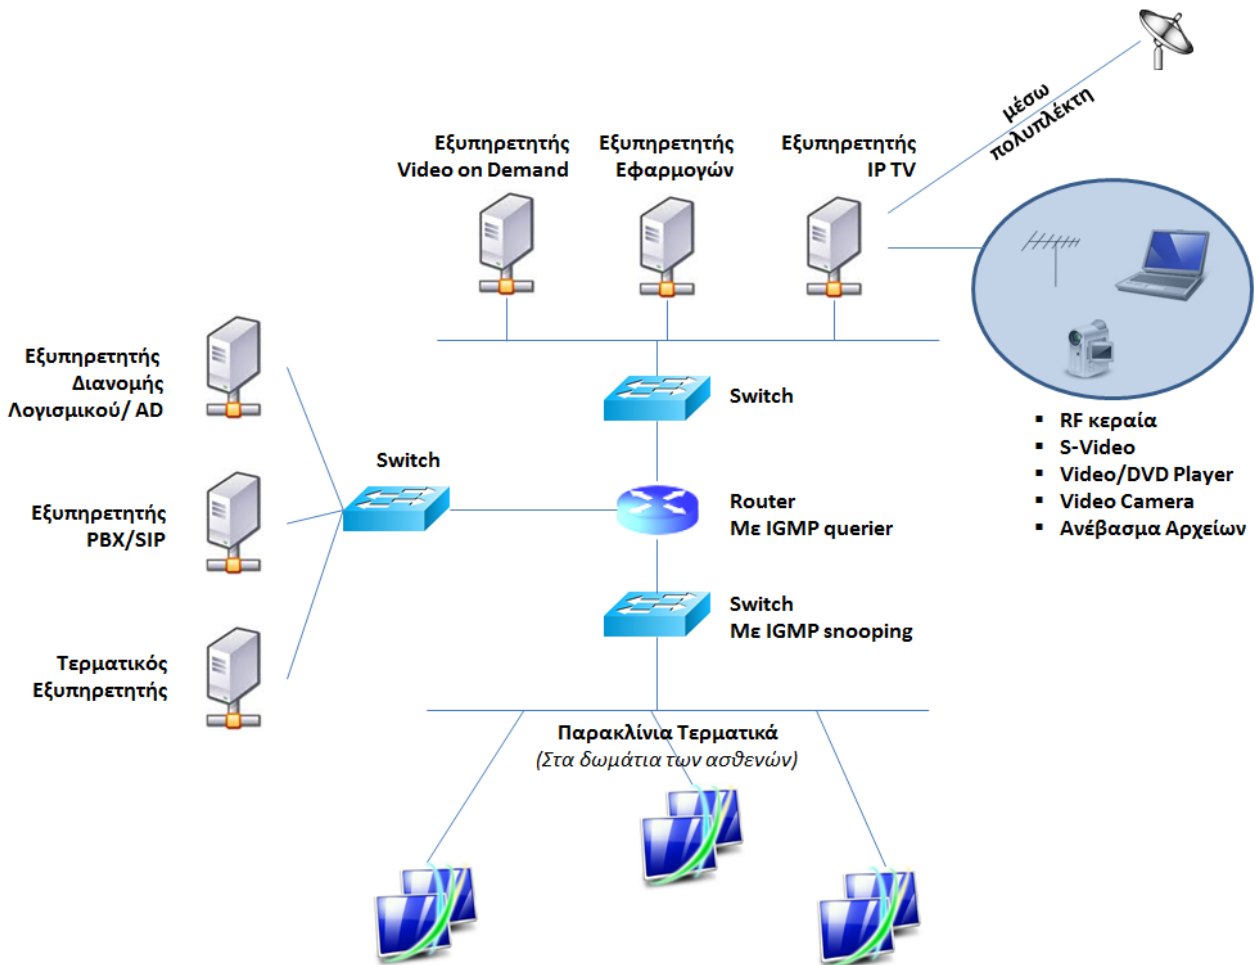 μέσω
πολυπλέκτη
Εξυπηρετητής
Video on Demand
Εξυπηρετητής
Εφαρμογών
Εξυπηρετητής
IP TV
Εξυπηρετητής
Διανομής
Λογισμικού/ AD
Switch
▪ RF κεραία
▪ S-Video
▪ Video/DVD Player
▪ Video Camera
▪ Ανέβασμα Αρχείων
Switch
Εξυπηρετητής
PBX/SIP
Router
Με IGMP querier
Switch
Με IGMP snooping
Τερματικός
Εξυπηρετητής
Παρακλίνια Τερματικά
(Στα δωμάτια των ασθενών)